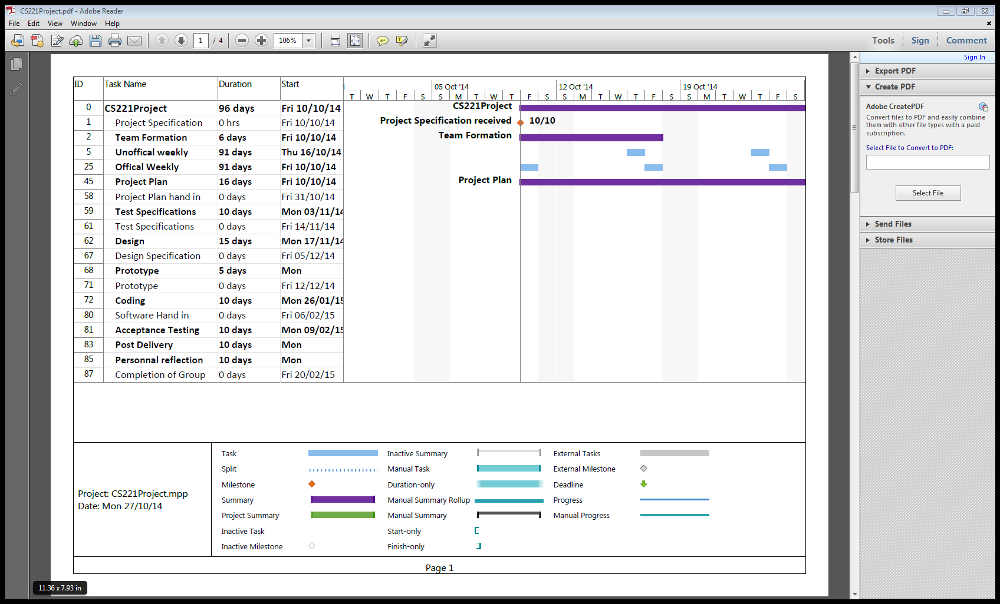 CS221Project.pdf - Adobe Reader
File Edit View Window Help
1 / 4 106% Tools Sign Comment
Sign In
Export PDF
Create PDF
Adobe CreatePDF
Convert files to PDF and easily combine
them with other file types with a paid
subscription.
Select File to Convert to PDF:
Select File
Send Files
Store Files
ID Task Name Duration Start
05 Oct '14 12 Oct '14 19 Oct '14
T W T F S S M T W T F S S M T W T F S S M T W T F S
0 CS221Project 96 days Fri 10/10/14 CS221Project
1 Project Specification 0 hrs Fri 10/10/14 Project Specification received 10/10
2 Team Formation 6 days Fri 10/10/14 Team Formation
5 Unoffical weekly 91 days Thu 16/10/14
25 Offical Weekly 91 days Fri 10/10/14
45 Project Plan 16 days Fri 10/10/14 Project Plan
58 Project Plan hand in 0 days Fri 31/10/14
59 Test Specifications 10 days Mon 03/11/14
61 Test Specifications 0 days Fri 14/11/14
62 Design 15 days Mon 17/11/14
67 Design Specification 0 days Fri 05/12/14
68 Prototype 5 days Mon
71 Prototype 0 days Fri 12/12/14
72 Coding 10 days Mon 26/01/15
80 Software Hand in 0 days Fri 06/02/15
81 Acceptance Testing 10 days Mon 09/02/15
83 Post Delivery 10 days Mon
85 Personnal reflection 10 days Mon
87 Completion of Group 0 days Fri 20/02/15
Project: CS221Project.mpp
Date: Mon 27/10/14
Task Inactive Summary External Tasks
Split Manual Task External Milestone
Milestone Duration-only Deadline
Summary Manual Summary Rollup Progress
Project Summary Manual Summary Manual Progress
Inactive Task Start-only
Inactive Milestone Finish-only
Page 1
11.36 x 7.93 in